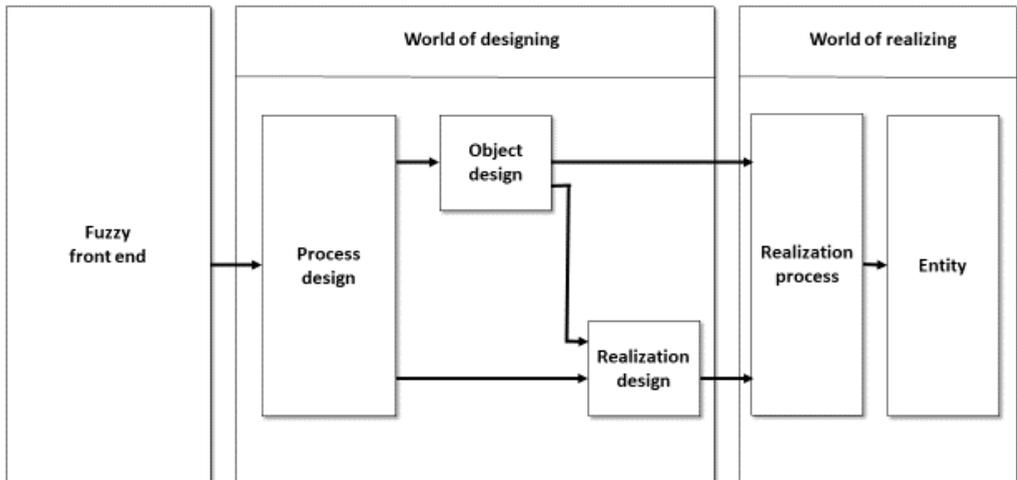 World of designing
World of realizing
Fuzzy
front end
Process
design
Object
design
Realization
design
Realization
process
Entity